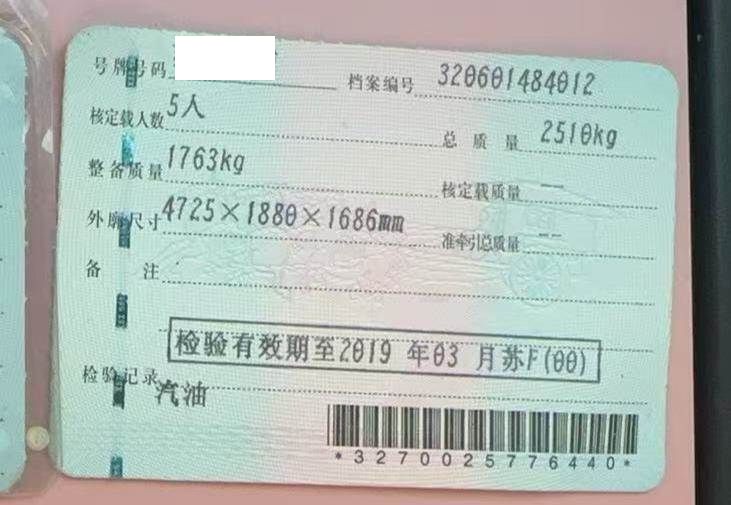 号牌号码 档案编号 320601484012
核定载人数 5人 总质量 2510kg
整备质量 1763kg 核定载质量 --
外廓尺寸 4725×1880×1686mm 准牵引总质量 --
备注
检验有效期至2019 年03 月苏F(00)
检验记录
汽油
*3270025776440*